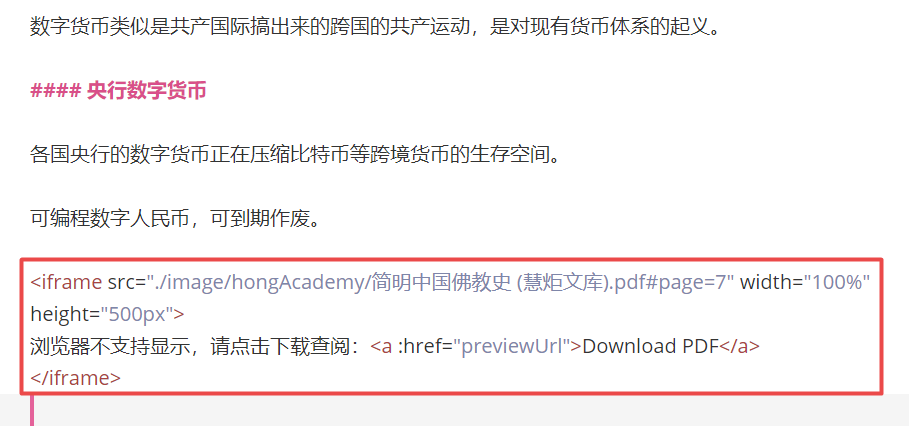 数字货币类似是共产国际搞出来的跨国的共产运动，是对现有货币体系的起义。
#### 央行数字货币
各国央行的数字货币正在压缩比特币等跨境货币的生存空间。
可编程数字人民币，可到期作废。
<iframe src="./image/hongAcademy/简明中国佛教史 (慧炬文库).pdf#page=7" width="100%"
height="500px">
浏览器不支持显示，请点击下载查阅：<a :href="previewUrl">Download PDF</a>
</iframe>